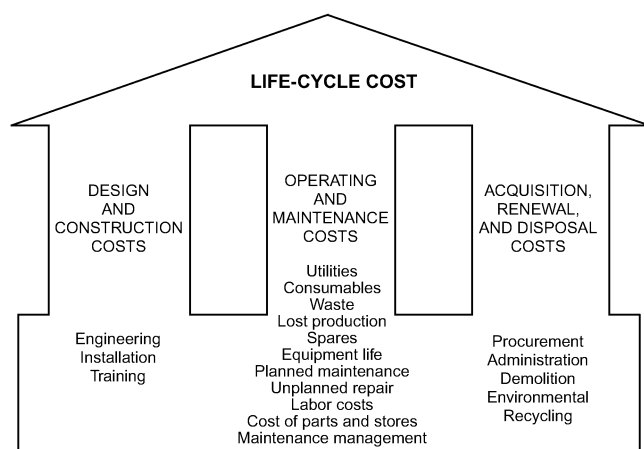 LIFE-CYCLE COST
DESIGN
AND
CONSTRUCTION
COSTS
Engineering
Installation
Training
OPERATING
AND
MAINTENANCE
COSTS
Utilities
Consumables
Waste
Lost production
Spares
Equipment life
Planned maintenance
Unplanned repair
Labor costs
Cost of parts and stores
Maintenance management
ACQUISITION,
RENEWAL,
AND DISPOSAL
COSTS
Procurement
Administration
Demolition
Environmental
Recycling